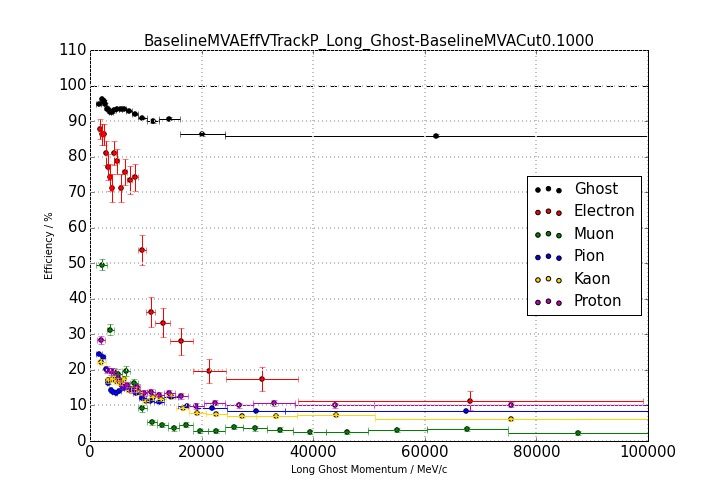 BaselineMVAEffVTrackP_Long_Ghost-BaselineMVACut0.1000
110
100
90
80
70
60
50
40
30
20
10
0
Efficiency / %
Ghost
Electron
Muon
Pion
Kaon
Proton
0 20000 40000 60000 80000 100000
Long Ghost Momentum / MeV/c